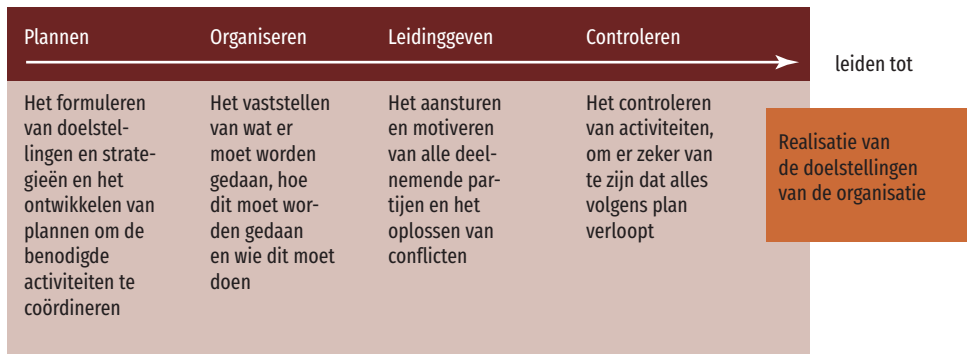 Plannen
Organiseren
Leidinggeven
Controleren
leiden tot
Het formuleren
van doelstel-
lingen en strate-
gieën en het
ontwikkelen van
plannen om de
benodigde
activiteiten te
coördineren
Het vaststellen
van wat er
moet worden
gedaan, hoe
dit moet wor-
den gedaan
en wie dit moet
doen
Het aansturen
en motiveren
van alle deel-
nemende par-
tijen en het
oplossen van
conflicten
Het controleren
van activiteiten,
om er zeker van
te zijn dat alles
volgens plan
verloopt
Realisatie van
de doelstellingen
van de organisatie